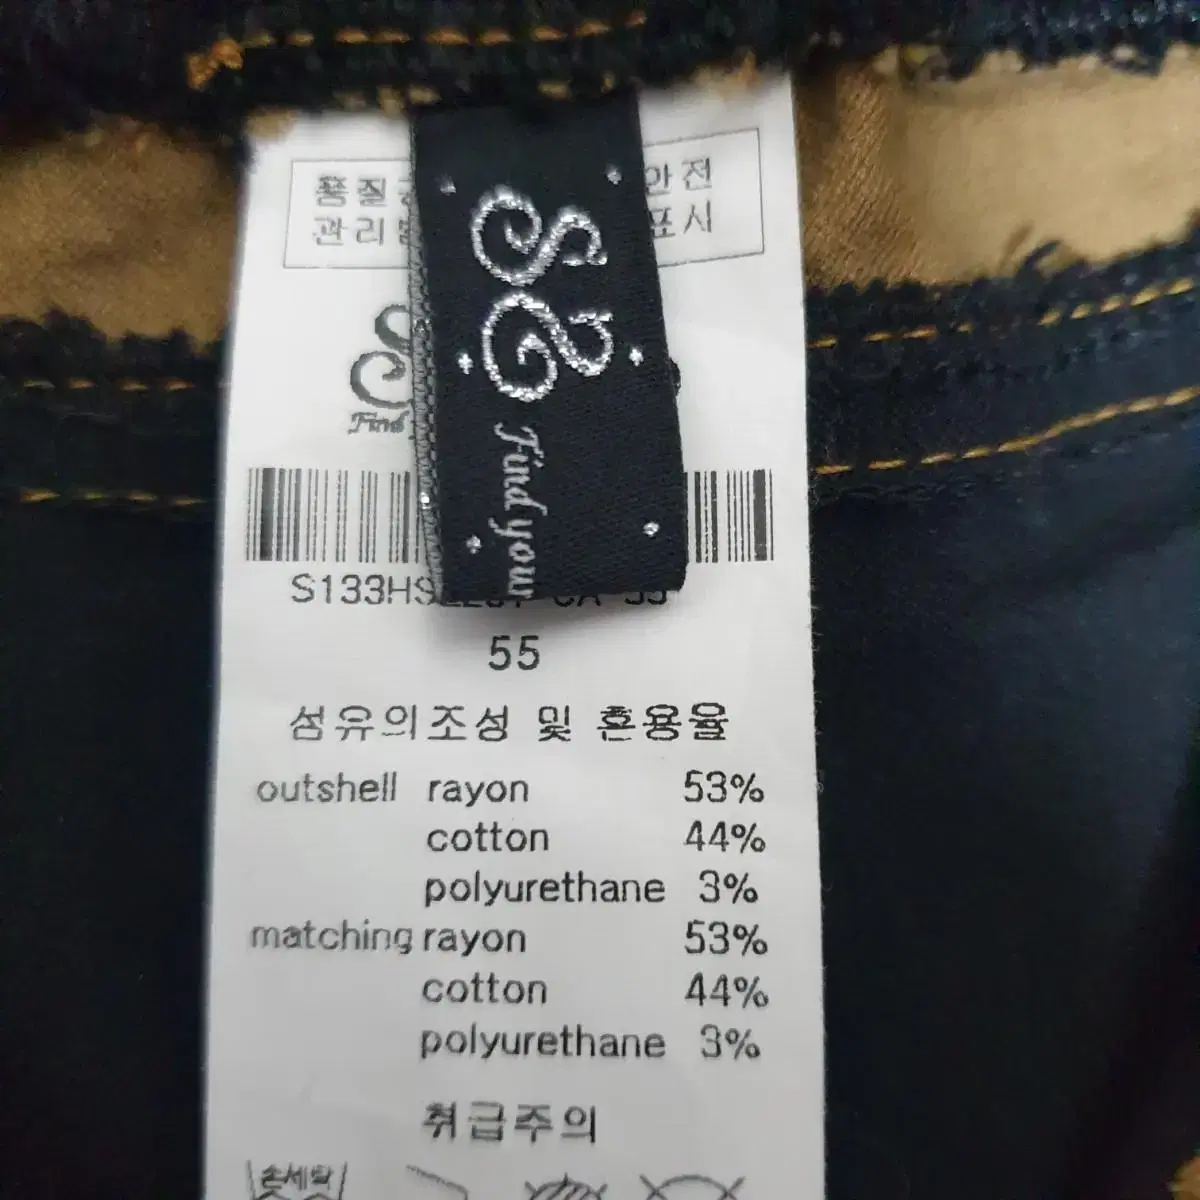 품질 안전
관리 표시
Find
Find your
S133HS
55
섬유의조성 및 혼용율
outshell rayon 53%
cotton 44%
polyurethane 3%
matching rayon 53%
cotton 44%
polyurethane 3%
취급주의
손세탁